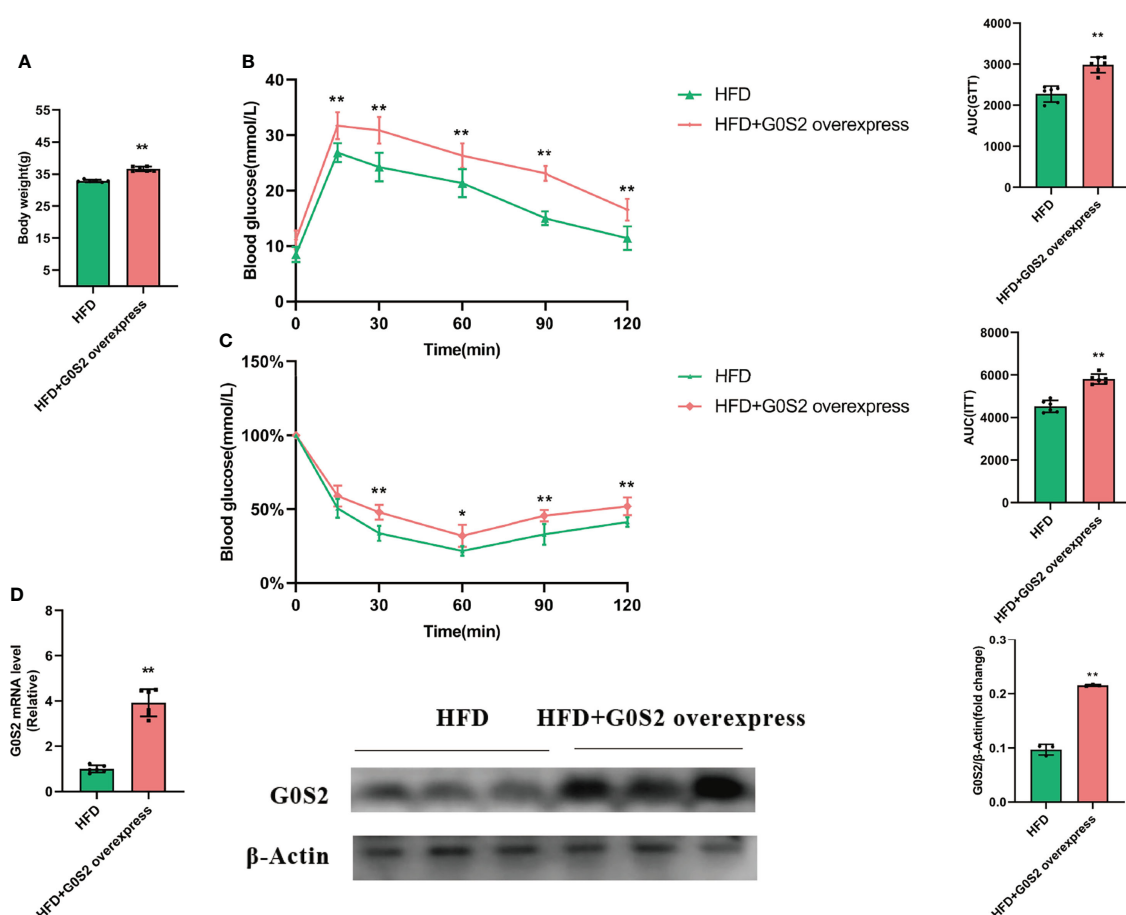 A
Body weight(g)
55
45
35
25
15
5
**
HFD
HFD+G0S2 overexpress
B
Blood glucose(mmol/L)
40
30
20
10
0
** ** ** ** **
0 30 60 90 120
Time(min)
HFD
HFD+G0S2 overexpress
AUC(GTT)
4000
3000
2000
1000
0
**
HFD
HFD+G0S2 overexpress
C
Blood glucose(mmol/L)
150%
100%
50%
0%
** * ** **
0 30 60 90 120
Time(min)
HFD
HFD+G0S2 overexpress
AUC(ITT)
8000
6000
4000
2000
0
**
HFD
HFD+G0S2 overexpress
D
G0S2 mRNA level
(Relative)
8
6
4
2
0
**
HFD
HFD+G0S2 overexpress
HFD HFD+G0S2 overexpress
G0S2
β-Actin
G0S2/β-Actin(fold change)
0.3
0.2
0.1
0.0
**
HFD
HFD+G0S2 overexpress